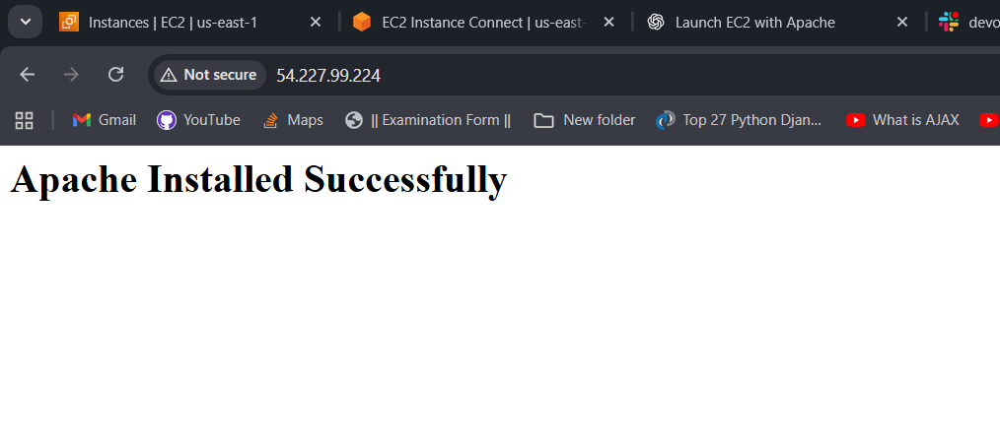 Instances | EC2 | us-east-1
EC2 Instance Connect | us-east-
Launch EC2 with Apache
devo
Not secure
54.227.99.224
Gmail
YouTube
Maps
|| Examination Form ||
New folder
Top 27 Python Djan...
What is AJAX
Apache Installed Successfully